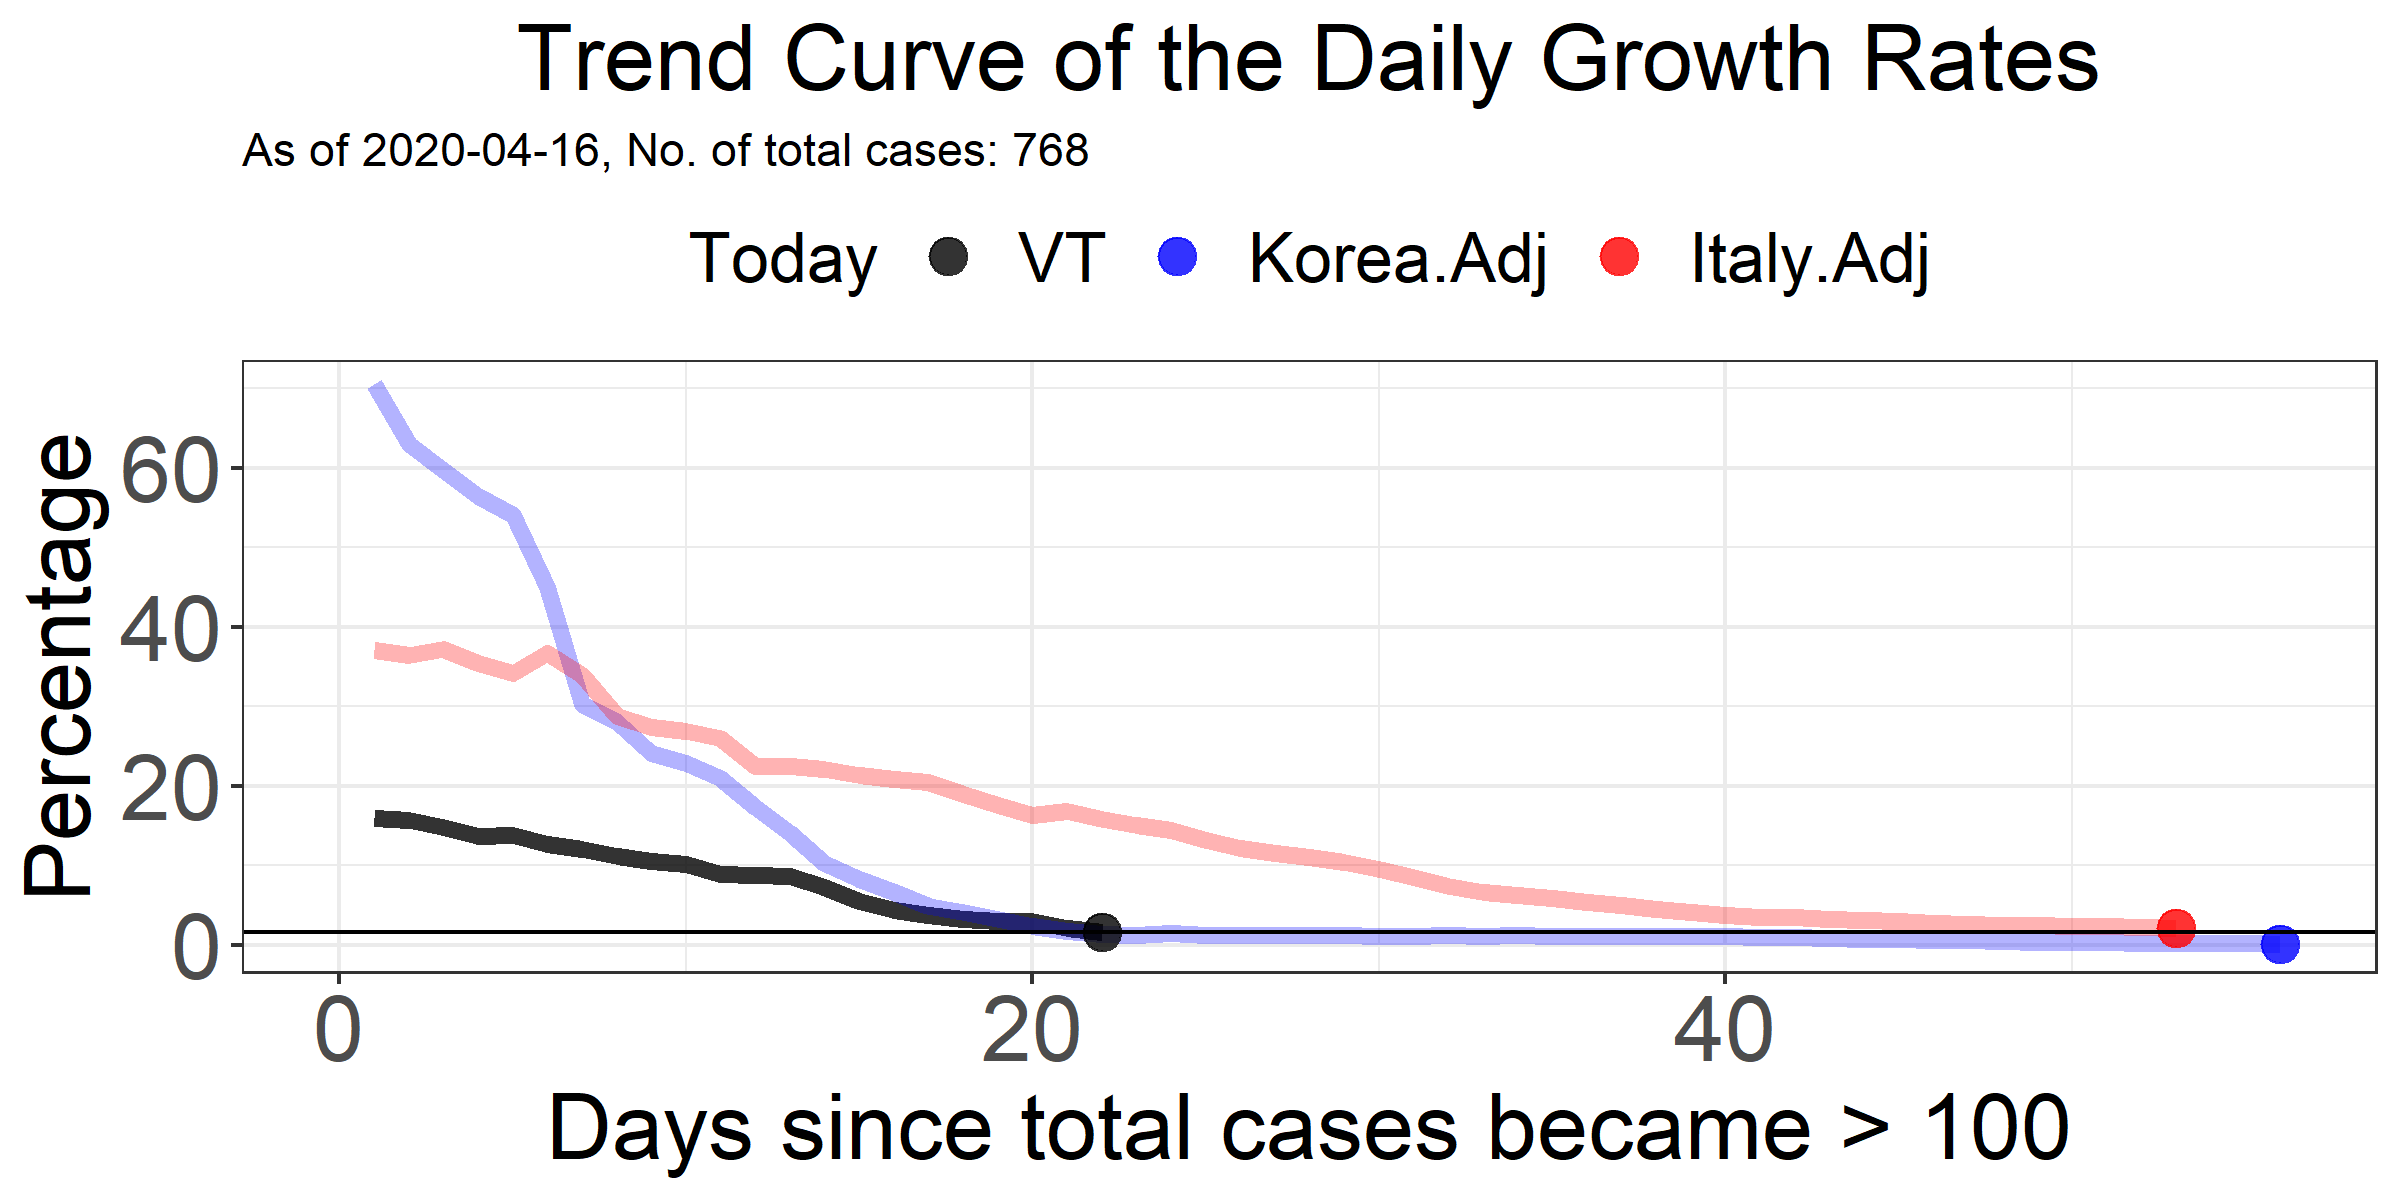 Trend Curve of the Daily Growth Rates
As of 2020-04-16, No. of total cases: 768
Today VT Korea.Adj Italy.Adj
Percentage
60
40
20
0
0 20 40
Days since total cases became > 100